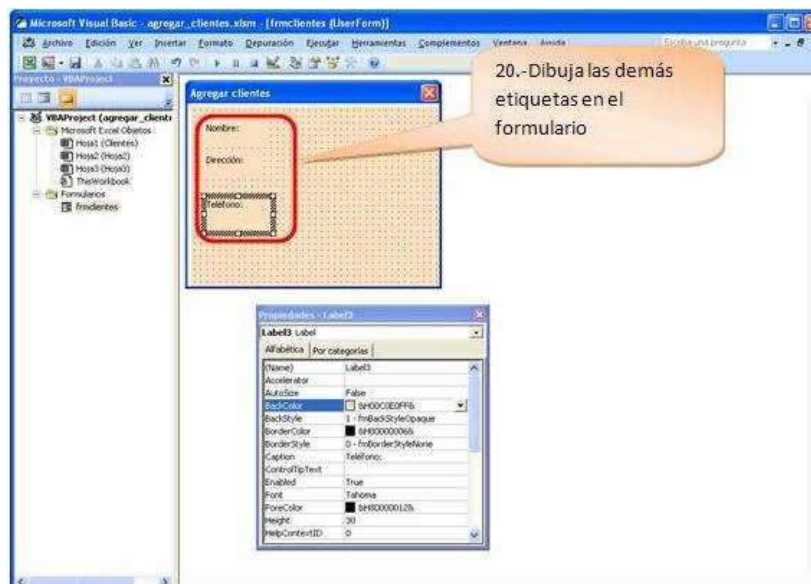 Microsoft Visual Basic - agregar_clientes.xlsm - [frmclientes (UserForm)]
Archivo Edición Ver Insertar Formato Depuración Ejecutar Herramientas Complementos Ventana Ayuda
Escriba una pregunta
Proyecto - VBAProject
VBAProject (agregar_client
Microsoft Excel Objetos
Hoja1 (Clientes)
Hoja2 (Hoja2)
Hoja3 (Hoja3)
ThisWorkbook
Formularios
frmclientes
Agregar clientes
Nombre:
Dirección:
Teléfono:
20.-Dibuja las demás
etiquetas en el
formulario
Propiedades - Label3
Label3 Label
Alfabética Por categorías
(Name) Label3
Accelerator
AutoSize False
BackColor &H00C0E0FF&
BackStyle 1 - fmBackStyleOpaque
BorderColor &H80000006&
BorderStyle 0 - fmBorderStyleNone
Caption Teléfono:
ControlTipText
Enabled True
Font Tahoma
ForeColor &H80000012&
Height 30
HelpContextID 0